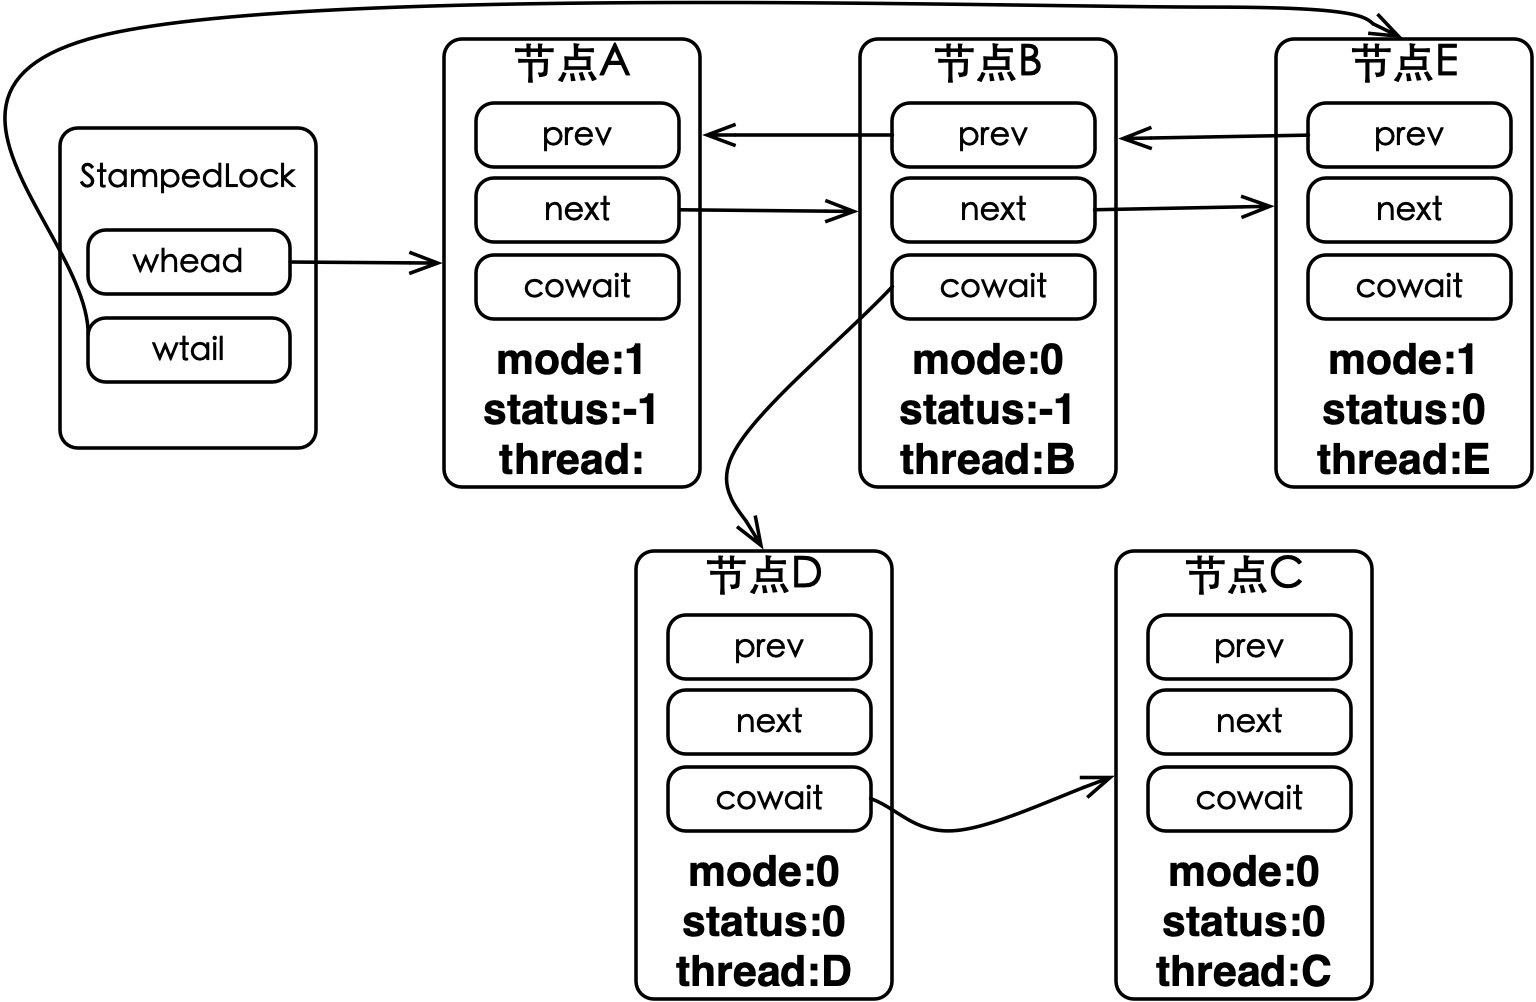 StampedLock
whead
wtail
节点A
prev
next
cowait
mode:1
status:-1
thread:
节点B
prev
next
cowait
mode:0
status:-1
thread:B
节点E
prev
next
cowait
mode:1
status:0
thread:E
节点D
prev
next
cowait
mode:0
status:0
thread:D
节点C
prev
next
cowait
mode:0
status:0
thread:C